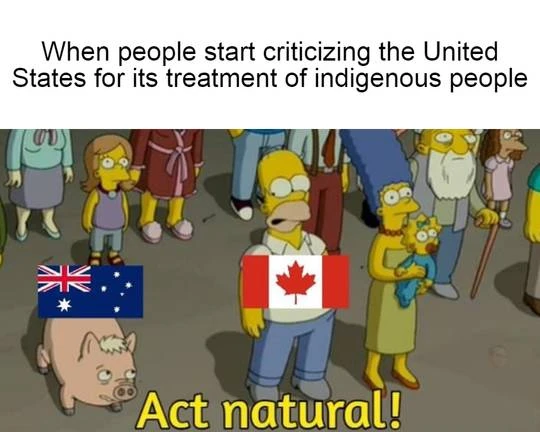 When people start criticizing the United
States for its treatment of indigenous people
Act natural!